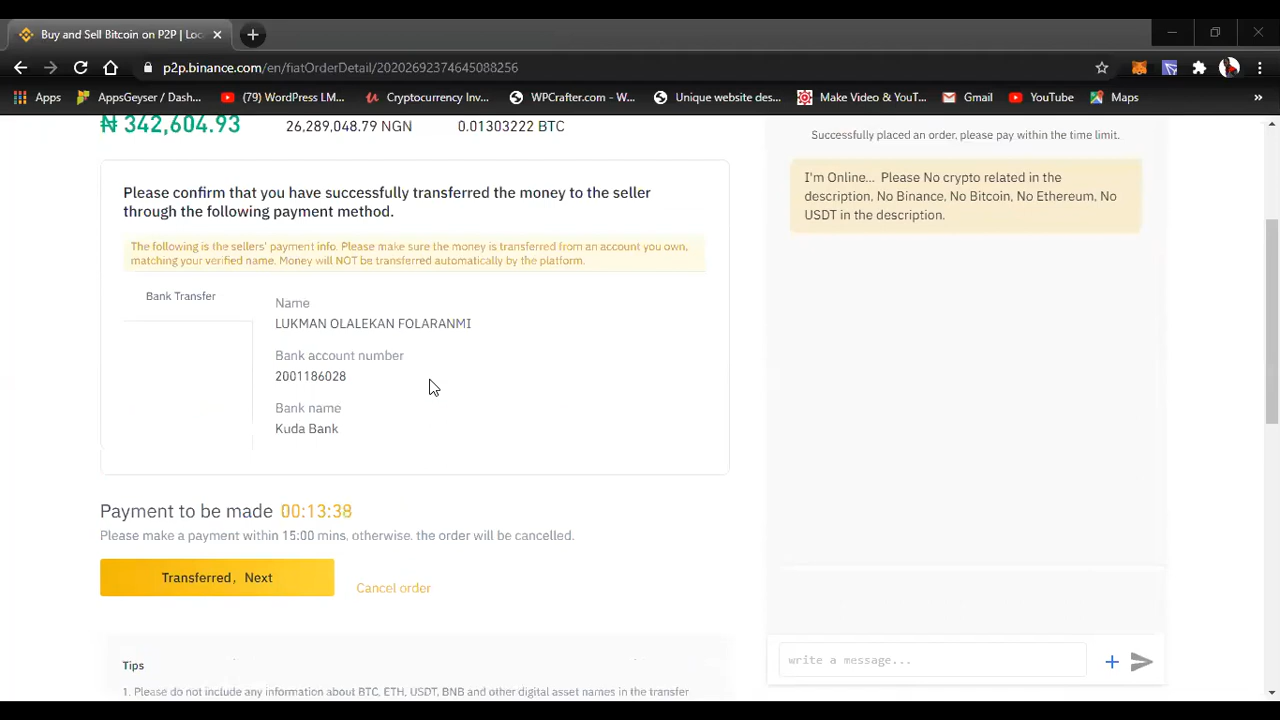 Buy and Sell Bitcoin on P2P | Loc
p2p.binance.com/en/fiatOrderDetail/20202692374645088256
Apps
AppsGeyser / Dash...
(79) WordPress LM...
Cryptocurrency Inv...
WPCrafter.com - W...
Unique website des...
Make Video & YouT...
Gmail
YouTube
Maps
»
₦ 342,604.93 26,289,048.79 NGN 0.01303222 BTC
Please confirm that you have successfully transferred the money to the seller
through the following payment method.
The following is the sellers' payment info. Please make sure the money is transferred from an account you own,
matching your verified name. Money will NOT be transferred automatically by the platform.
Bank Transfer
Name
LUKMAN OLALEKAN FOLARANMI
Bank account number
2001186028
Bank name
Kuda Bank
Payment to be made 00:13:38
Please make a payment within 15:00 mins, otherwise, the order will be cancelled.
Transferred, Next
Cancel order
Tips
1. Please do not include any information about BTC, ETH, USDT, BNB and other digital asset names in the transfer
Successfully placed an order, please pay within the time limit.
I'm Online... Please No crypto related in the
description, No Binance, No Bitcoin, No Ethereum, No
USDT in the description.
write a message...